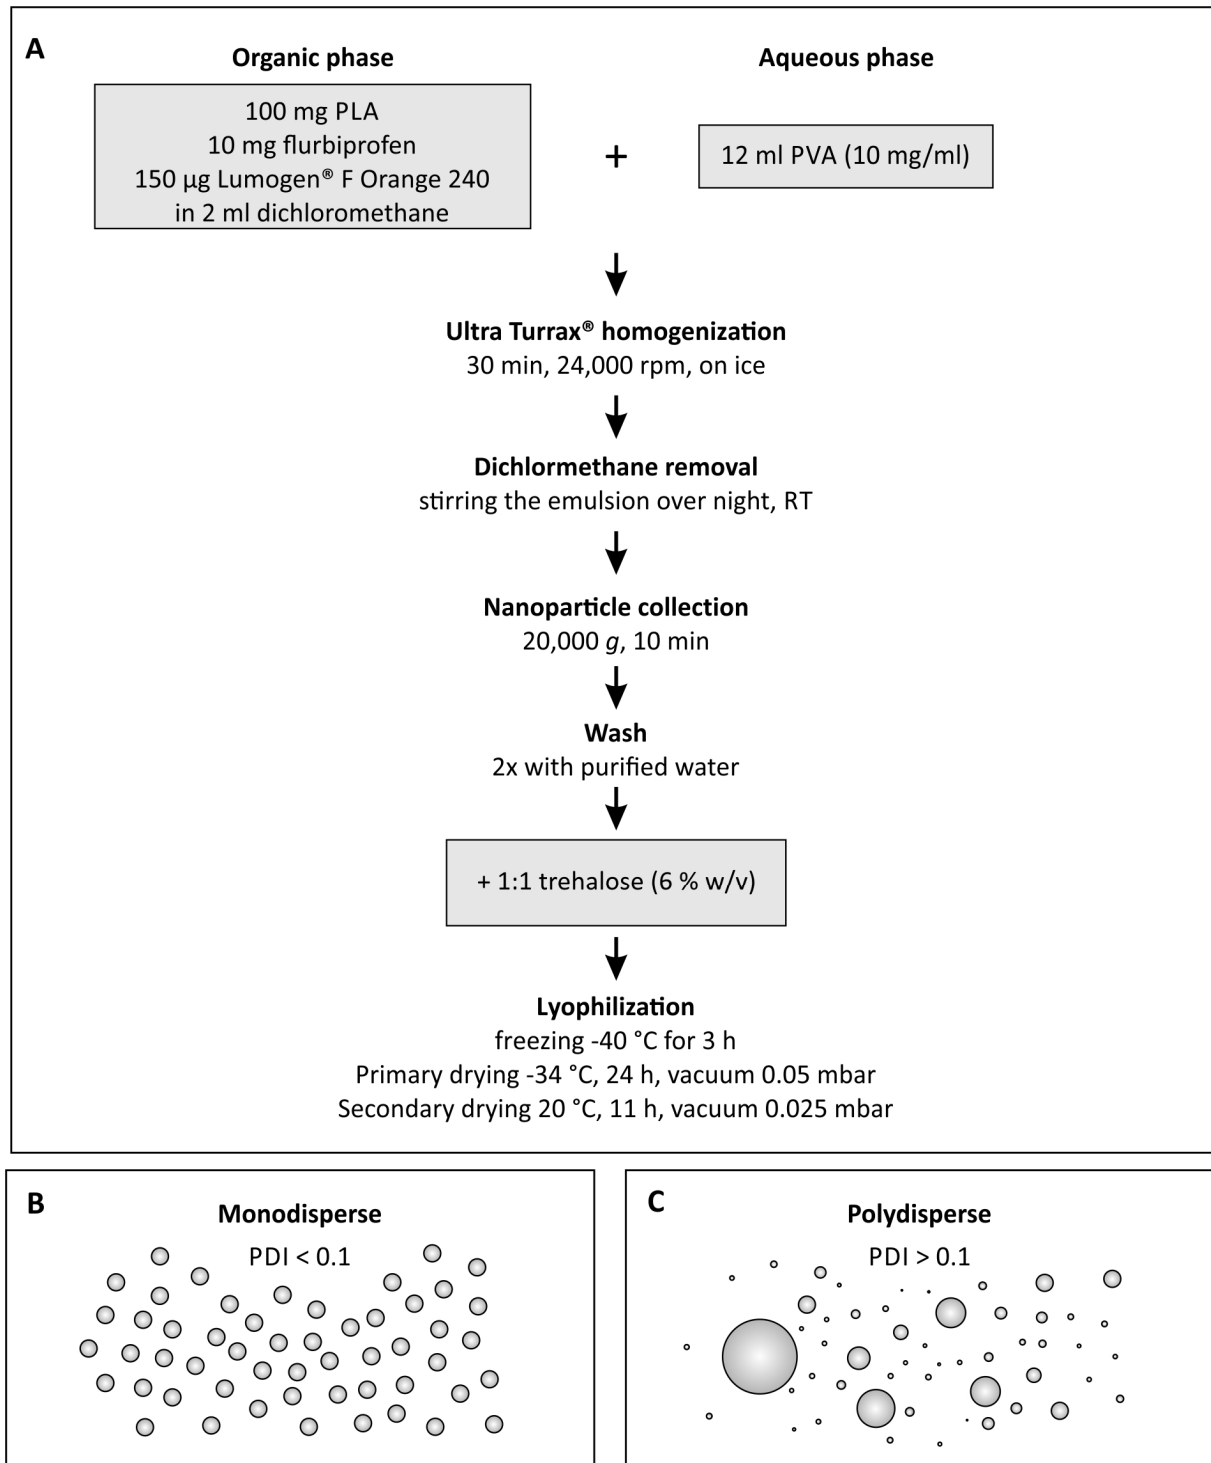 A
Organic phase
Aqueous phase
100 mg PLA
10 mg flurbiprofen
150 µg Lumogen® F Orange 240
in 2 ml dichloromethane
+
12 ml PVA (10 mg/ml)
Ultra Turrax® homogenization
30 min, 24,000 rpm, on ice
Dichlormethane removal
stirring the emulsion over night, RT
Nanoparticle collection
20,000 g, 10 min
Wash
2x with purified water
+ 1:1 trehalose (6 % w/v)
Lyophilization
freezing -40 °C for 3 h
Primary drying -34 °C, 24 h, vacuum 0.05 mbar
Secondary drying 20 °C, 11 h, vacuum 0.025 mbar
B
Monodisperse
PDI < 0.1
C
Polydisperse
PDI > 0.1